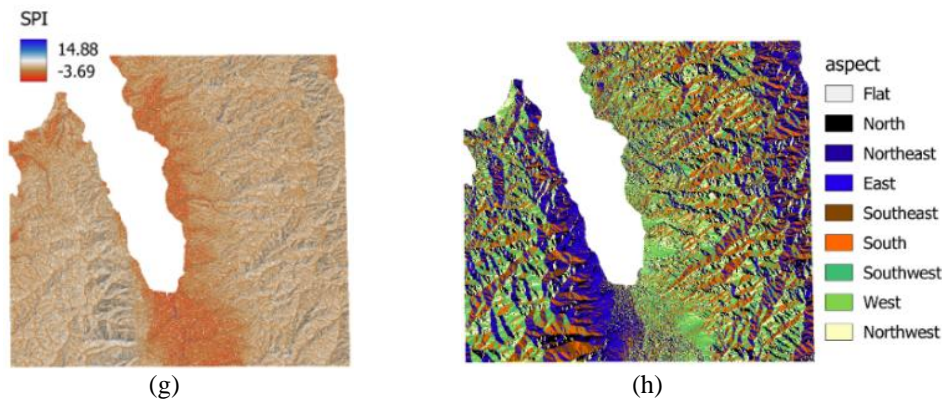 SPI
14.88
-3.69
aspect
Flat
North
Northeast
East
Southeast
South
Southwest
West
Northwest
(g)
(h)